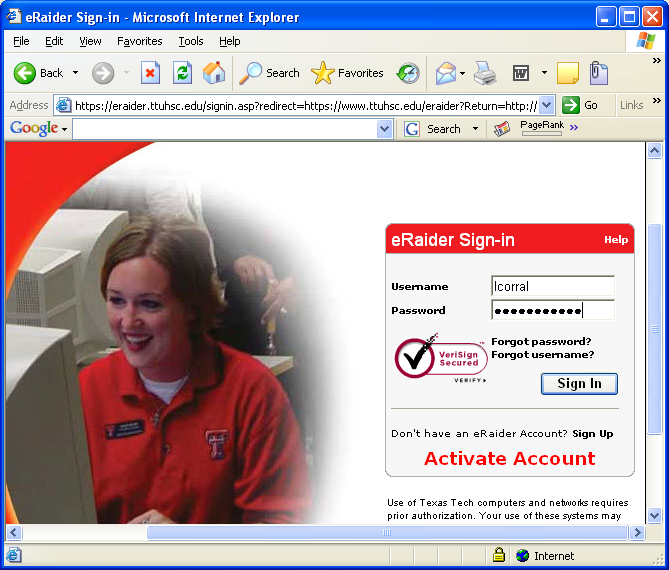 eRaider Sign-in - Microsoft Internet Explorer
File Edit View Favorites Tools Help
Back Search Favorites
Address https://eraider.ttuhsc.edu/signin.asp?redirect=https://www.ttuhsc.edu/eraider?Return=http:// Go Links
Google Search PageRank
eRaider Sign-in Help
Username lcorral
Password
VeriSign
Secured
VERIFY
Forgot password?
Forgot username?
Sign In
Don't have an eRaider Account? Sign Up
Activate Account
Use of Texas Tech computers and networks requires
prior authorization. Your use of these systems may
Internet